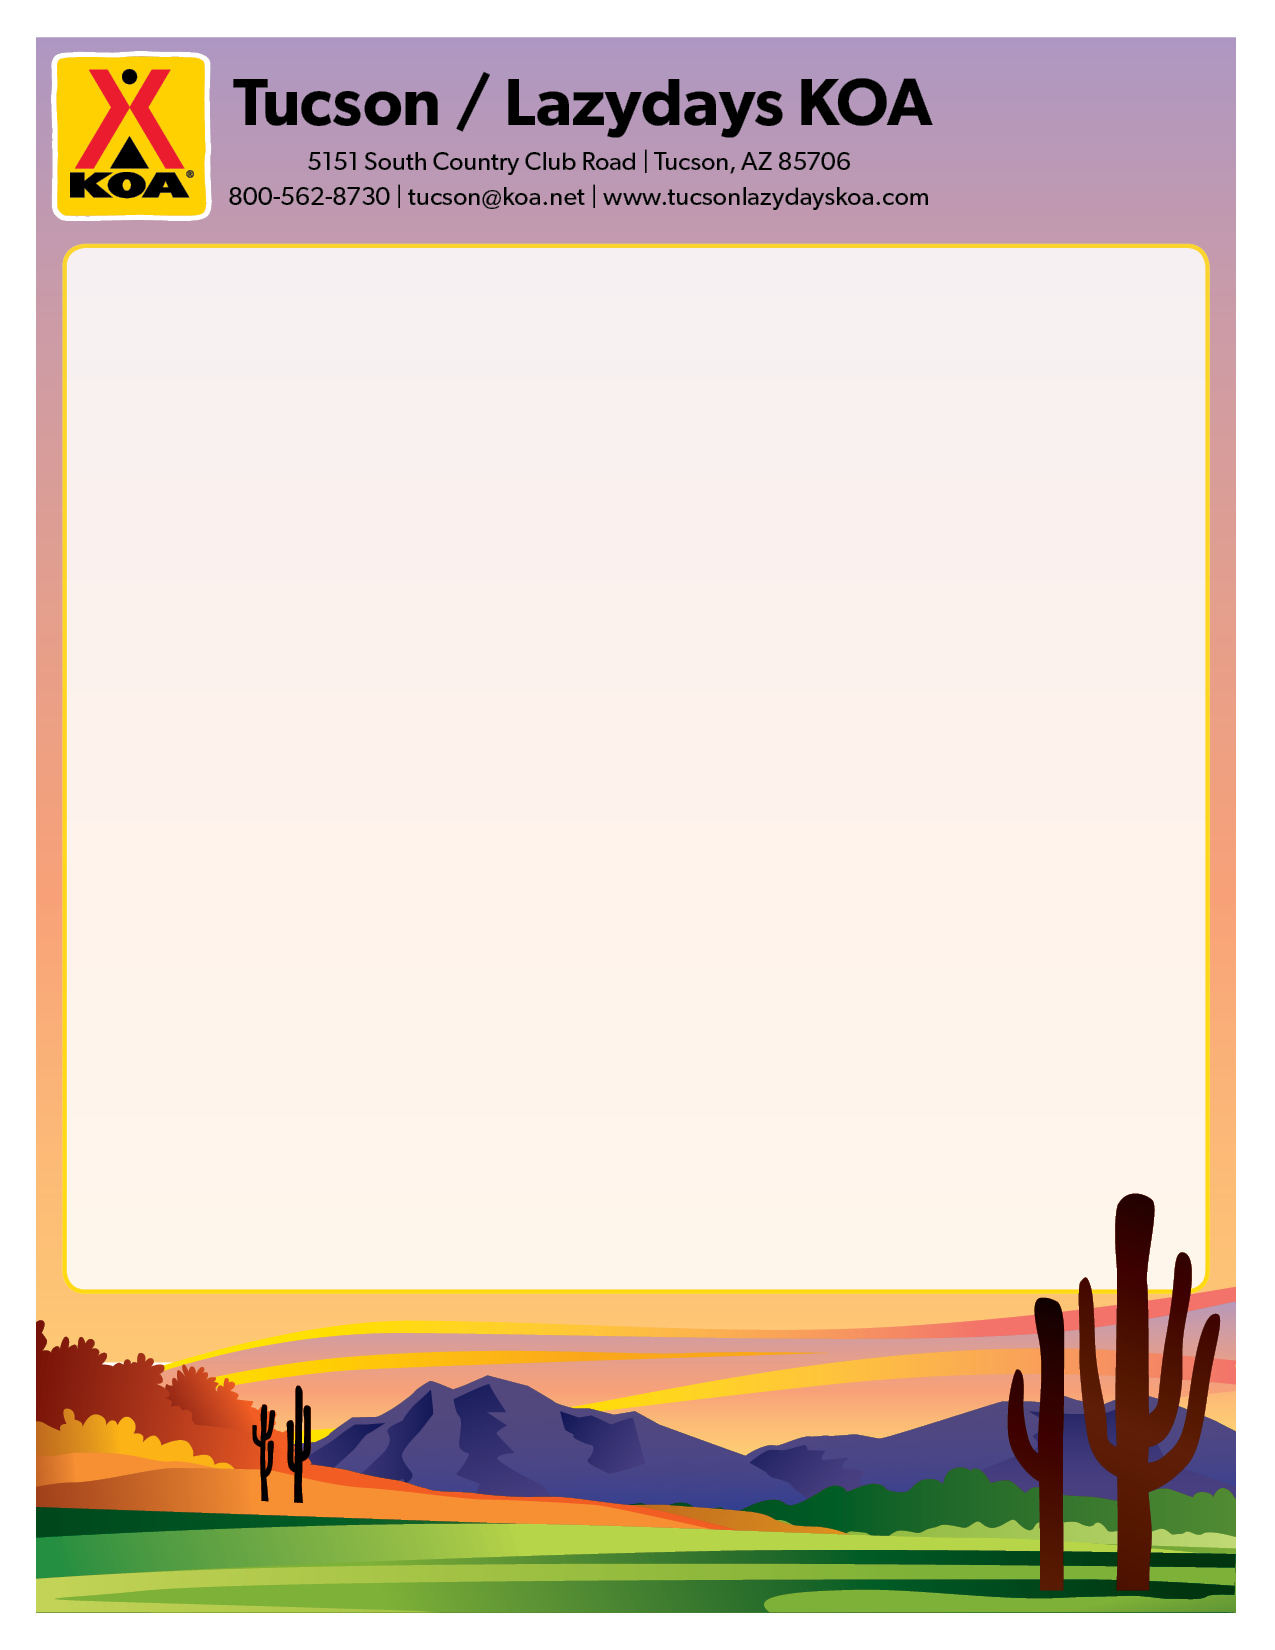 Tucson / Lazydays KOA
5151 South Country Club Road | Tucson, AZ 85706
800-562-8730 | tucson@koa.net | www.tucsonlazydayskoa.com
KOA®